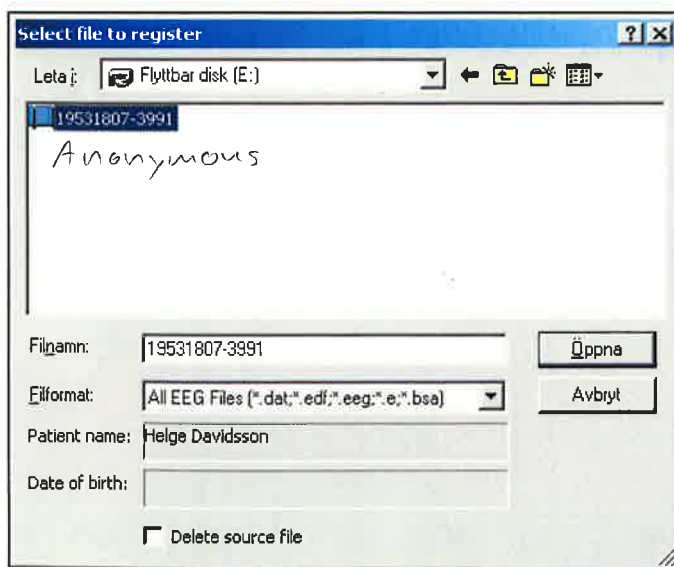 Select file to register
Leta i: Flyttbar disk (E:)
19531807-3991
Anonymous
Filnamn: 19531807-3991 Öppna
Filformat: All EEG Files (*.dat;*.edf;*.eeg;*.e;*.bsa) Avbryt
Patient name: Helge Davidsson
Date of birth:
Delete source file